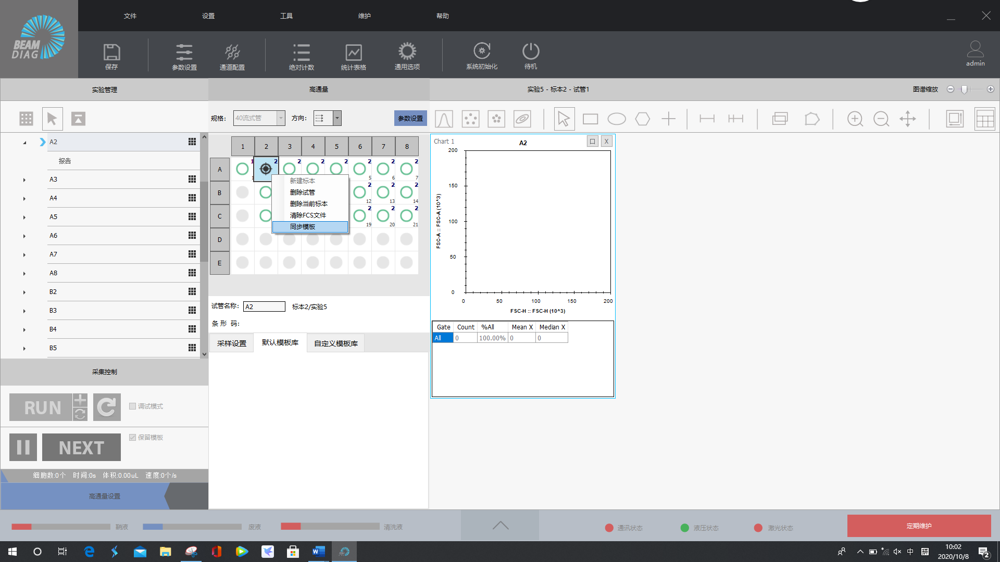 文件 设置 工具 维护 帮助
BEAM
DIAG
保存 参数设置 通道配置 绝对计数 统计表格 通用选项 系统初始化 待机 admin
实验管理 高通量 实验5 - 标本2 - 试管1 图谱缩放
规格: 40流式管 方向: 参数设置
A2
报告
A3
A4
A5
A6
A7
A8
B2
B3
B4
B5
1 2 3 4 5 6 7 8
A 1 2 2 2 2 2 2 2
1 5 6 7
B 2 2 2
12 13 14
C 2 2 2
19 20 21
D
E
新建标本
删除试管
删除当前标本
清除FCS文件
同步模板
试管名称: A2 标本2/实验5
条 形 码:
采样设置 默认模板库 自定义模板库
Chart 1 A2 X
200
150
100
50
0
FSC-A :: FSC-A (10^3)
0 50 100 150 200
FSC-H :: FSC-H (10^3)
Gate Count %All Mean X Median X
All 0 100.00% 0 0
采集控制
RUN 调试模式
NEXT 保留模板
细胞数:0个 时间:0s 体积:0.00uL 速度:0个/s
高通量设置
鞘液 废液 清洗液 通讯状态 液压状态 激光状态 定期维护
中 拼 10:02
2020/10/8 2